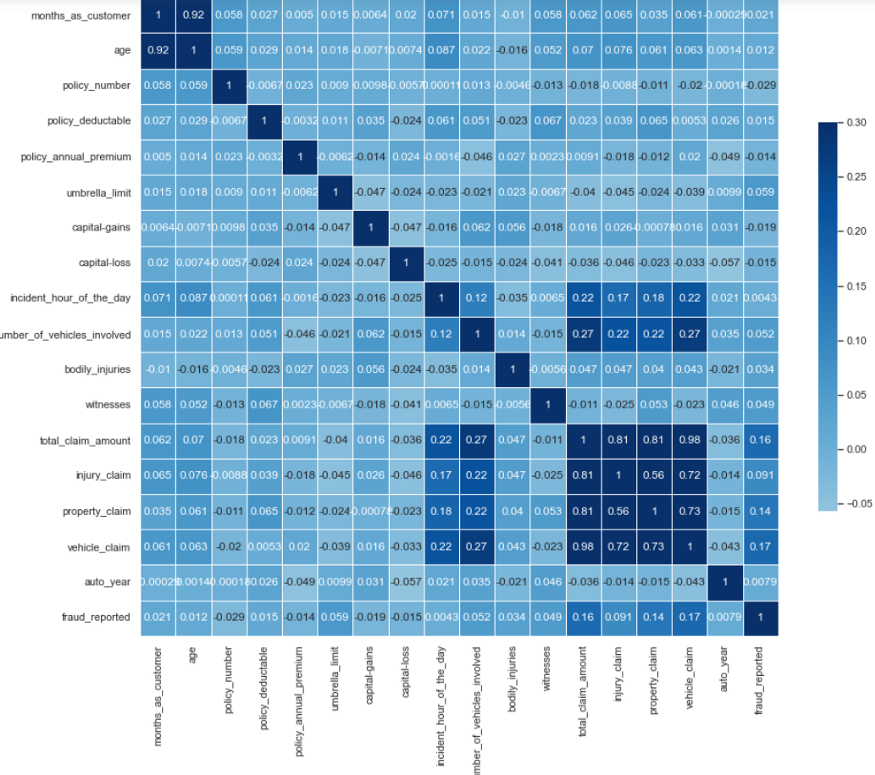 months_as_customer 1 0.92 0.058 0.027 0.005 0.015 0.0064 0.02 0.071 0.015 -0.01 0.058 0.062 0.065 0.035 0.061 -0.00029 0.021
age 0.92 1 0.059 0.029 0.014 0.018 -0.0071 0.0074 0.087 0.022 -0.016 0.052 0.07 0.076 0.061 0.063 0.0014 0.012
policy_number 0.058 0.059 1 -0.0067 0.023 0.009 0.0098 -0.0057 0.00011 0.013 -0.0046 -0.013 -0.018 -0.0088 -0.011 -0.02 -0.00018 -0.029
policy_deductable 0.027 0.029 -0.0067 1 -0.0032 0.011 0.035 -0.024 0.061 0.051 -0.023 0.067 0.023 0.039 0.065 0.0053 0.026 0.015
policy_annual_premium 0.005 0.014 0.023 -0.0032 1 -0.0062 -0.014 0.024 -0.0016 -0.046 0.027 0.0023 0.0091 -0.018 -0.012 0.02 -0.049 -0.014
umbrella_limit 0.015 0.018 0.009 0.011 -0.0062 1 -0.047 -0.024 -0.023 -0.021 0.023 -0.0067 -0.04 -0.045 -0.024 -0.039 0.0099 0.059
capital-gains 0.0064 -0.0071 0.0098 0.035 -0.014 -0.047 1 -0.047 -0.016 0.062 0.056 -0.018 0.016 0.026 -0.00078 0.016 0.031 -0.019
capital-loss 0.02 0.0074 -0.0057 -0.024 0.024 -0.024 -0.047 1 -0.025 -0.015 -0.024 -0.041 -0.036 -0.046 -0.023 -0.033 -0.057 -0.015
incident_hour_of_the_day 0.071 0.087 0.00011 0.061 -0.0016 -0.023 -0.016 -0.025 1 0.12 -0.035 0.0065 0.22 0.17 0.18 0.22 0.021 0.0043
umber_of_vehicles_involved 0.015 0.022 0.013 0.051 -0.046 -0.021 0.062 -0.015 0.12 1 0.014 -0.015 0.27 0.22 0.22 0.27 0.035 0.052
bodily_injuries -0.01 -0.016 -0.0046 -0.023 0.027 0.023 0.056 -0.024 -0.035 0.014 1 -0.0056 0.047 0.047 0.04 0.043 -0.021 0.034
witnesses 0.058 0.052 -0.013 0.067 0.0023 -0.0067 -0.018 -0.041 0.0065 -0.015 -0.0056 1 -0.011 -0.025 0.053 -0.023 0.046 0.049
total_claim_amount 0.062 0.07 -0.018 0.023 0.0091 -0.04 0.016 -0.036 0.22 0.27 0.047 -0.011 1 0.81 0.81 0.98 -0.036 0.16
injury_claim 0.065 0.076 -0.0088 0.039 -0.018 -0.045 0.026 -0.046 0.17 0.22 0.047 -0.025 0.81 1 0.56 0.72 -0.014 0.091
property_claim 0.035 0.061 -0.011 0.065 -0.012 -0.024 -0.00078 -0.023 0.18 0.22 0.04 0.053 0.81 0.56 1 0.73 -0.015 0.14
vehicle_claim 0.061 0.063 -0.02 0.0053 0.02 -0.039 0.016 -0.033 0.22 0.27 0.043 -0.023 0.98 0.72 0.73 1 -0.043 0.17
auto_year 0.00029 0.0014 0.00018 0.026 -0.049 0.0099 0.031 -0.057 0.021 0.035 -0.021 0.046 -0.036 -0.014 -0.015 -0.043 1 0.0079
fraud_reported 0.021 0.012 -0.029 0.015 -0.014 0.059 -0.019 -0.015 0.0043 0.052 0.034 0.049 0.16 0.091 0.14 0.17 0.0079 1
months_as_customer
age
policy_number
policy_deductable
policy_annual_premium
umbrella_limit
capital-gains
capital-loss
incident_hour_of_the_day
mber_of_vehicles_involved
bodily_injuries
witnesses
total_claim_amount
injury_claim
property_claim
vehicle_claim
auto_year
fraud_reported
0.30
0.25
0.20
0.15
0.10
0.05
0.00
−0.05